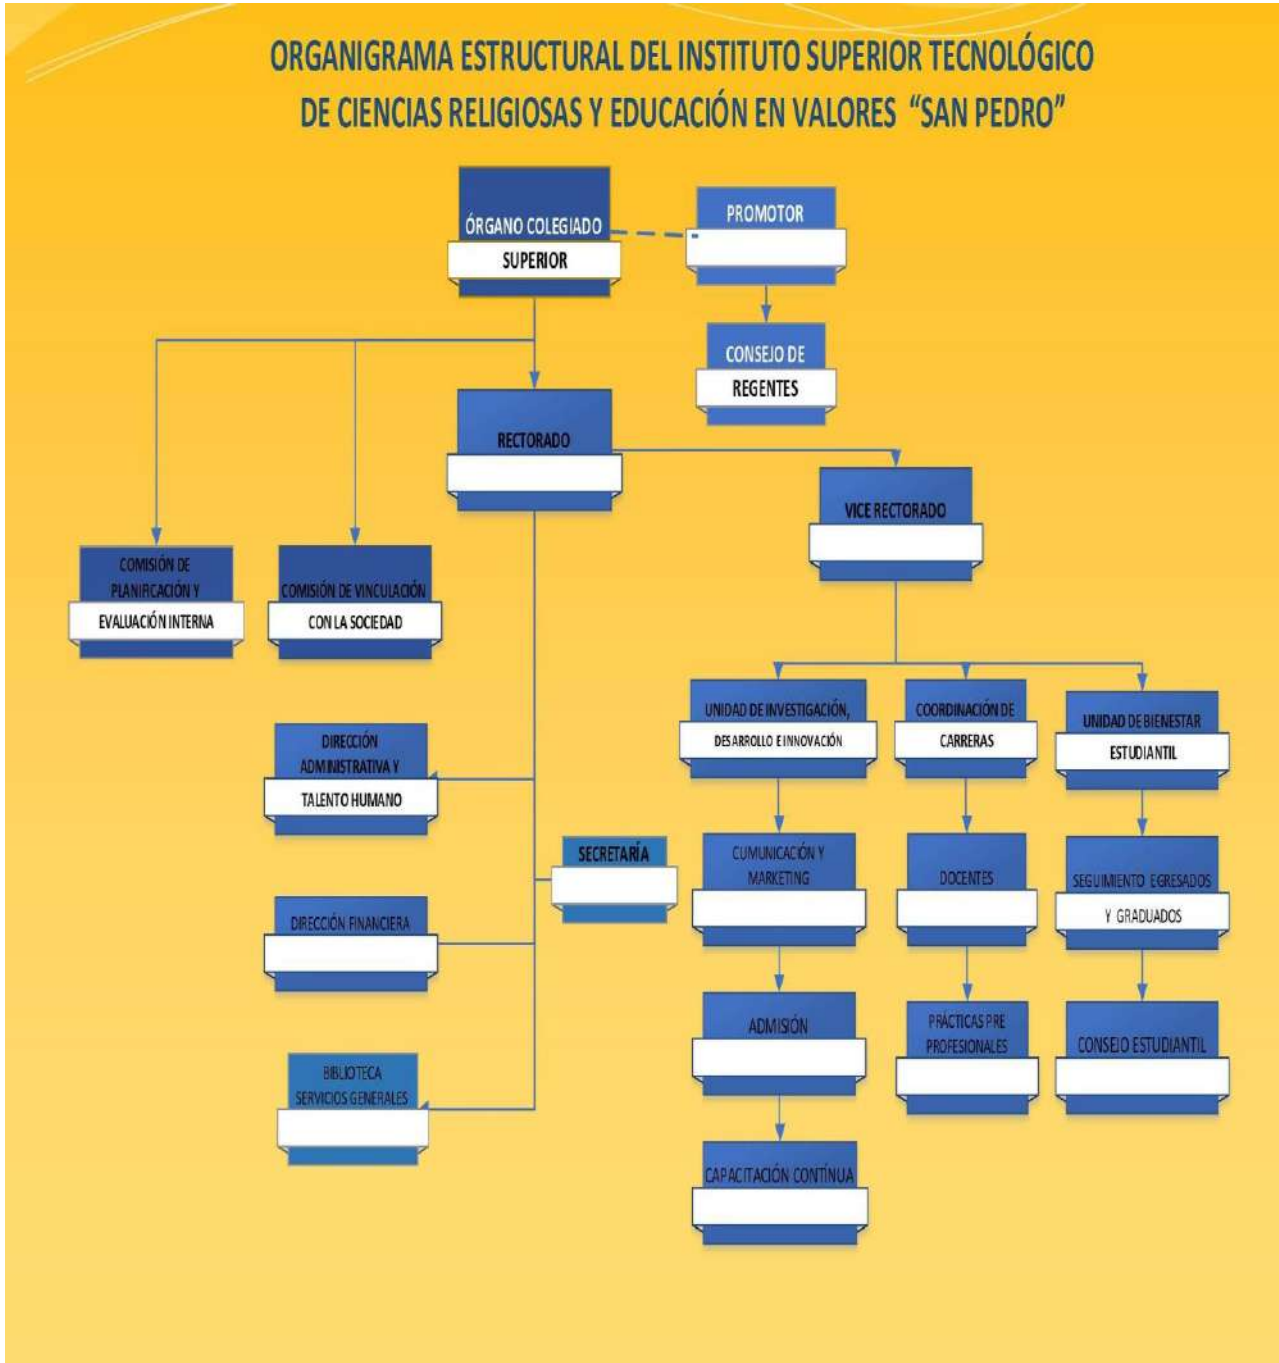 ORGANIGRAMA ESTRUCTURAL DEL INSTITUTO SUPERIOR TECNOLÓGICO
DE CIENCIAS RELIGIOSAS Y EDUCACIÓN EN VALORES “SAN PEDRO”
ÓRGANO COLEGIADO
SUPERIOR
PROMOTOR
CONSEJO DE
REGENTES
RECTORADO
VICE RECTORADO
COMISIÓN DE
PLANIFICACIÓN Y
EVALUACIÓN INTERNA
COMISIÓN DE VINCULACIÓN
CON LA SOCIEDAD
UNIDAD DE INVESTIGACIÓN,
DESARROLLO E INNOVACIÓN
COORDINACIÓN DE
CARRERAS
UNIDAD DE BIENESTAR
ESTUDIANTIL
DIRECCIÓN
ADMINISTRATIVA Y
TALENTO HUMANO
SECRETARÍA
CUMUNICACIÓN Y
MARKETING
DOCENTES
SEGUIMIENTO EGRESADOS
Y GRADUADOS
DIRECCIÓN FINANCIERA
ADMISIÓN
PRÁCTICAS PRE
PROFESIONALES
CONSEJO ESTUDIANTIL
BIBLIOTECA
SERVICIOS GENERALES
CAPACITACIÓN CONTÍNUA